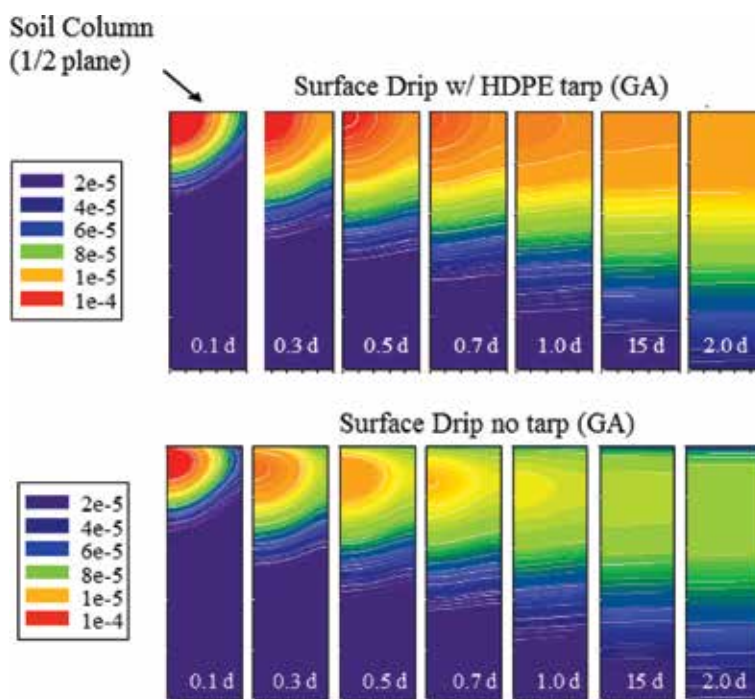 Soil Column
(1/2 plane)
Surface Drip w/ HDPE tarp (GA)
2e-5
4e-5
6e-5
8e-5
1e-5
1e-4
0.1 d
0.3 d
0.5 d
0.7 d
1.0 d
15 d
2.0 d
Surface Drip no tarp (GA)
2e-5
4e-5
6e-5
8e-5
1e-5
1e-4
0.1 d
0.3 d
0.5 d
0.7 d
1.0 d
15 d
2.0 d